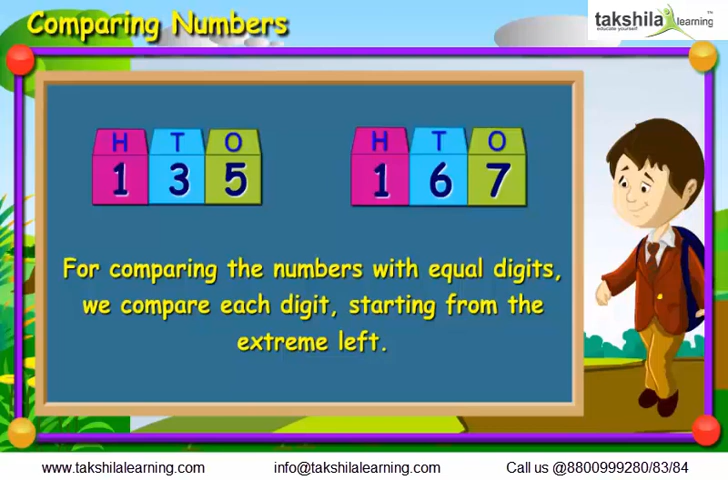 Comparing Numbers
takshila learning
educate yourself
TM
H T O
1 3 5
H T O
1 6 7
For comparing the numbers with equal digits,
we compare each digit, starting from the
extreme left.
www.takshilalearning.com info@takshilalearning.com Call us @8800999280/83/84